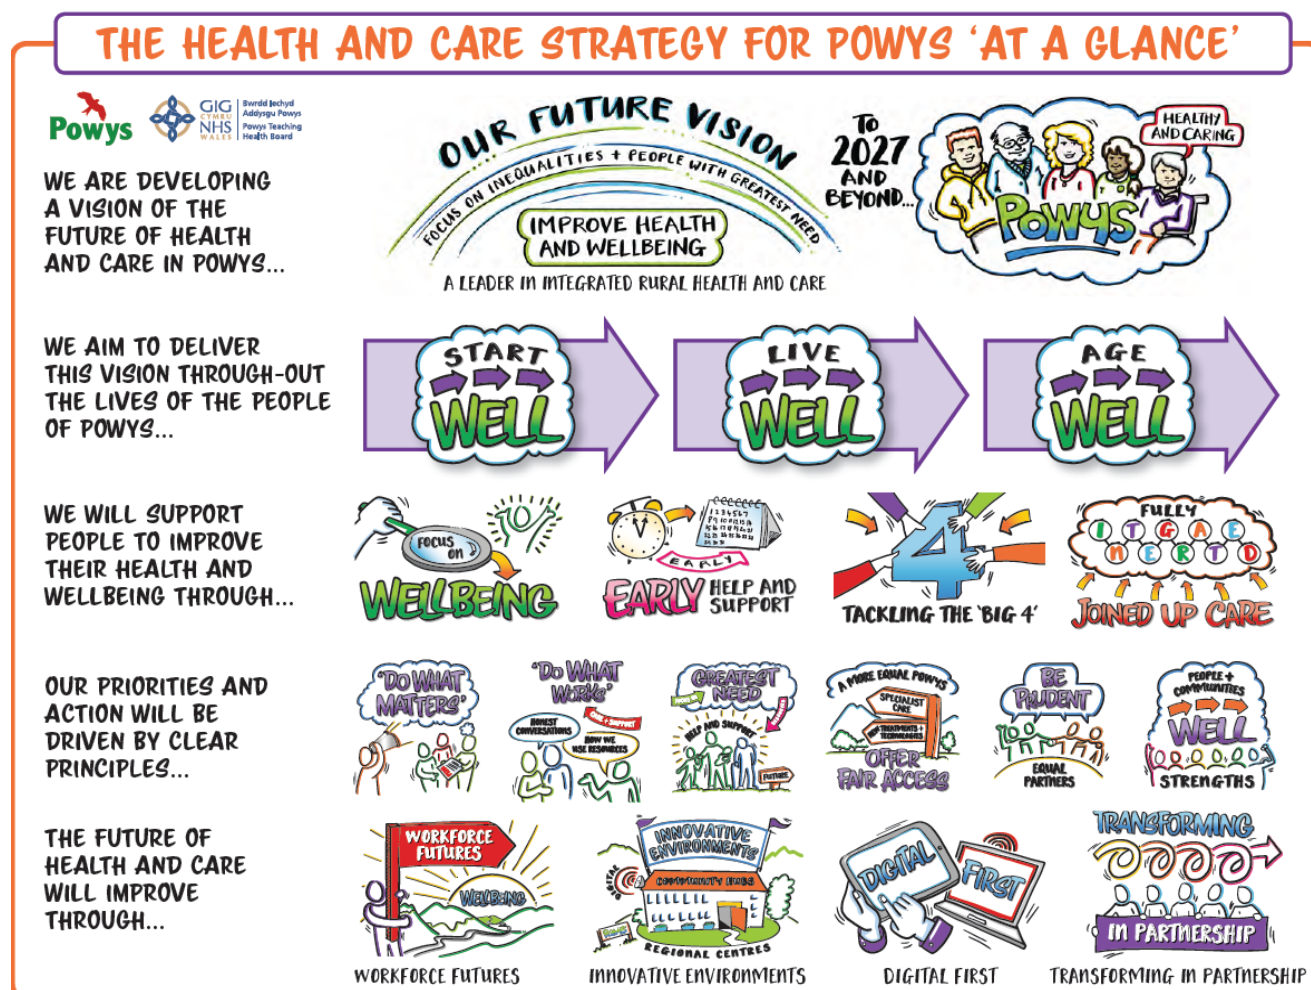 THE HEALTH AND CARE STRATEGY FOR POWYS ‘AT A GLANCE’
Powys
GIG
CYMRU
NHS
WALES
Bwrdd Iechyd
Addysgu Powys
Powys Teaching
Health Board
WE ARE DEVELOPING
A VISION OF THE
FUTURE OF HEALTH
AND CARE IN POWYS...
OUR FUTURE VISION
FOCUS ON INEQUALITIES + PEOPLE WITH GREATEST NEED
IMPROVE HEALTH
AND WELLBEING
A LEADER IN INTEGRATED RURAL HEALTH AND CARE
TO
2027
AND
BEYOND...
HEALTHY
AND CARING
POWYS
WE AIM TO DELIVER
THIS VISION THROUGH-OUT
THE LIVES OF THE PEOPLE
OF POWYS...
START
WELL
LIVE
WELL
AGE
WELL
WE WILL SUPPORT
PEOPLE TO IMPROVE
THEIR HEALTH AND
WELLBEING THROUGH...
FOCUS
ON
WELLBEING
EARLY
EARLY HELP AND
SUPPORT
4
TACKLING THE ‘BIG 4’
FULLY
INTEGRATED
JOINED UP CARE
OUR PRIORITIES AND
ACTION WILL BE
DRIVEN BY CLEAR
PRINCIPLES...
‘DO WHAT
MATTERS’
‘DO WHAT
WORKS’
HONEST
CONVERSATIONS
CARE + SUPPORT
HOW WE
USE RESOURCES
GREATEST
NEED
HELP AND SUPPORT
FUTURE
A MORE EQUAL POWYS
SPECIALIST
CARE
NEW TREATMENTS +
TECHNOLOGIES
OFFER
FAIR ACCESS
BE
PRUDENT
EQUAL
PARTNERS
PEOPLE +
COMMUNITIES
WELL
STRENGTHS
THE FUTURE OF
HEALTH AND CARE
WILL IMPROVE
THROUGH...
WORKFORCE
FUTURES
WELLBEING
WORKFORCE FUTURES
INNOVATIVE
ENVIRONMENTS
DIGITAL
COMMUNITY HUBS
HOME
REGIONAL CENTRES
INNOVATIVE ENVIRONMENTS
DIGITAL
FIRST
DIGITAL FIRST
TRANSFORMING
IN PARTNERSHIP
TRANSFORMING IN PARTNERSHIP